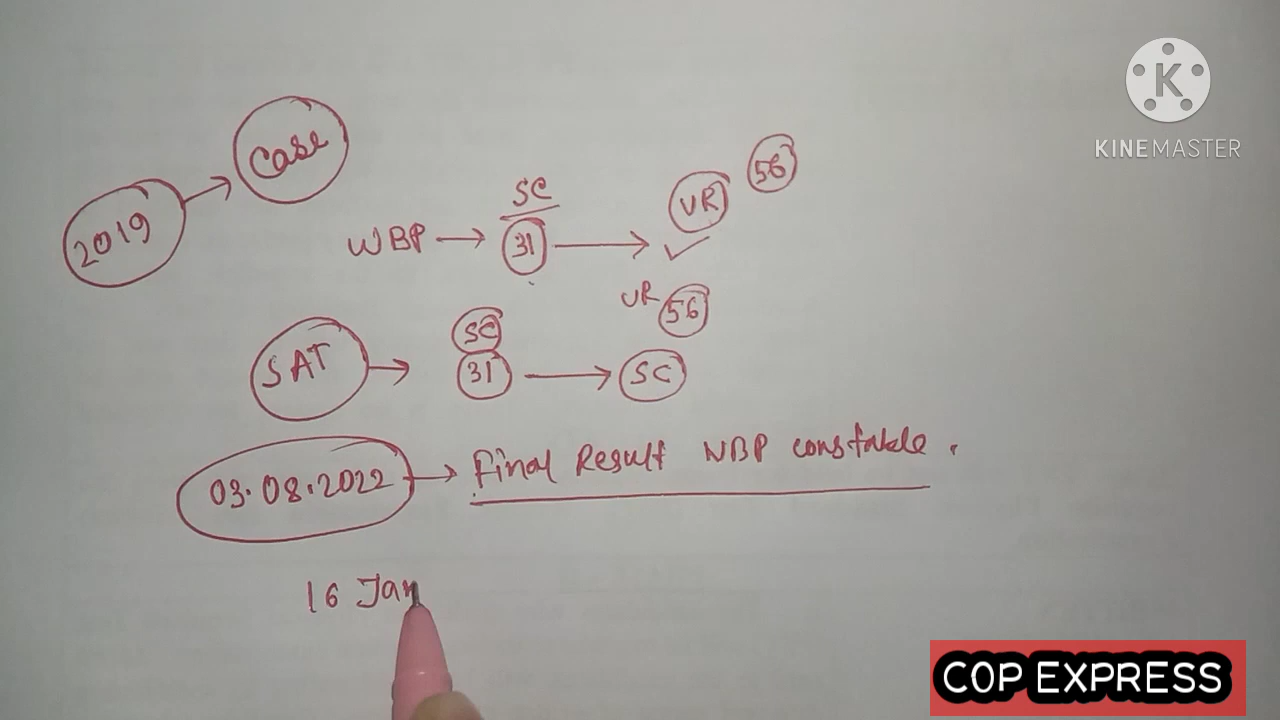 Case
2019
SC
UR 56
WBP → 31 →
UR 56
SC
SAT → 31 → SC
03.08.2022 → Final Result WBP constable.
16 Jan
KINEMASTER
COP EXPRESS